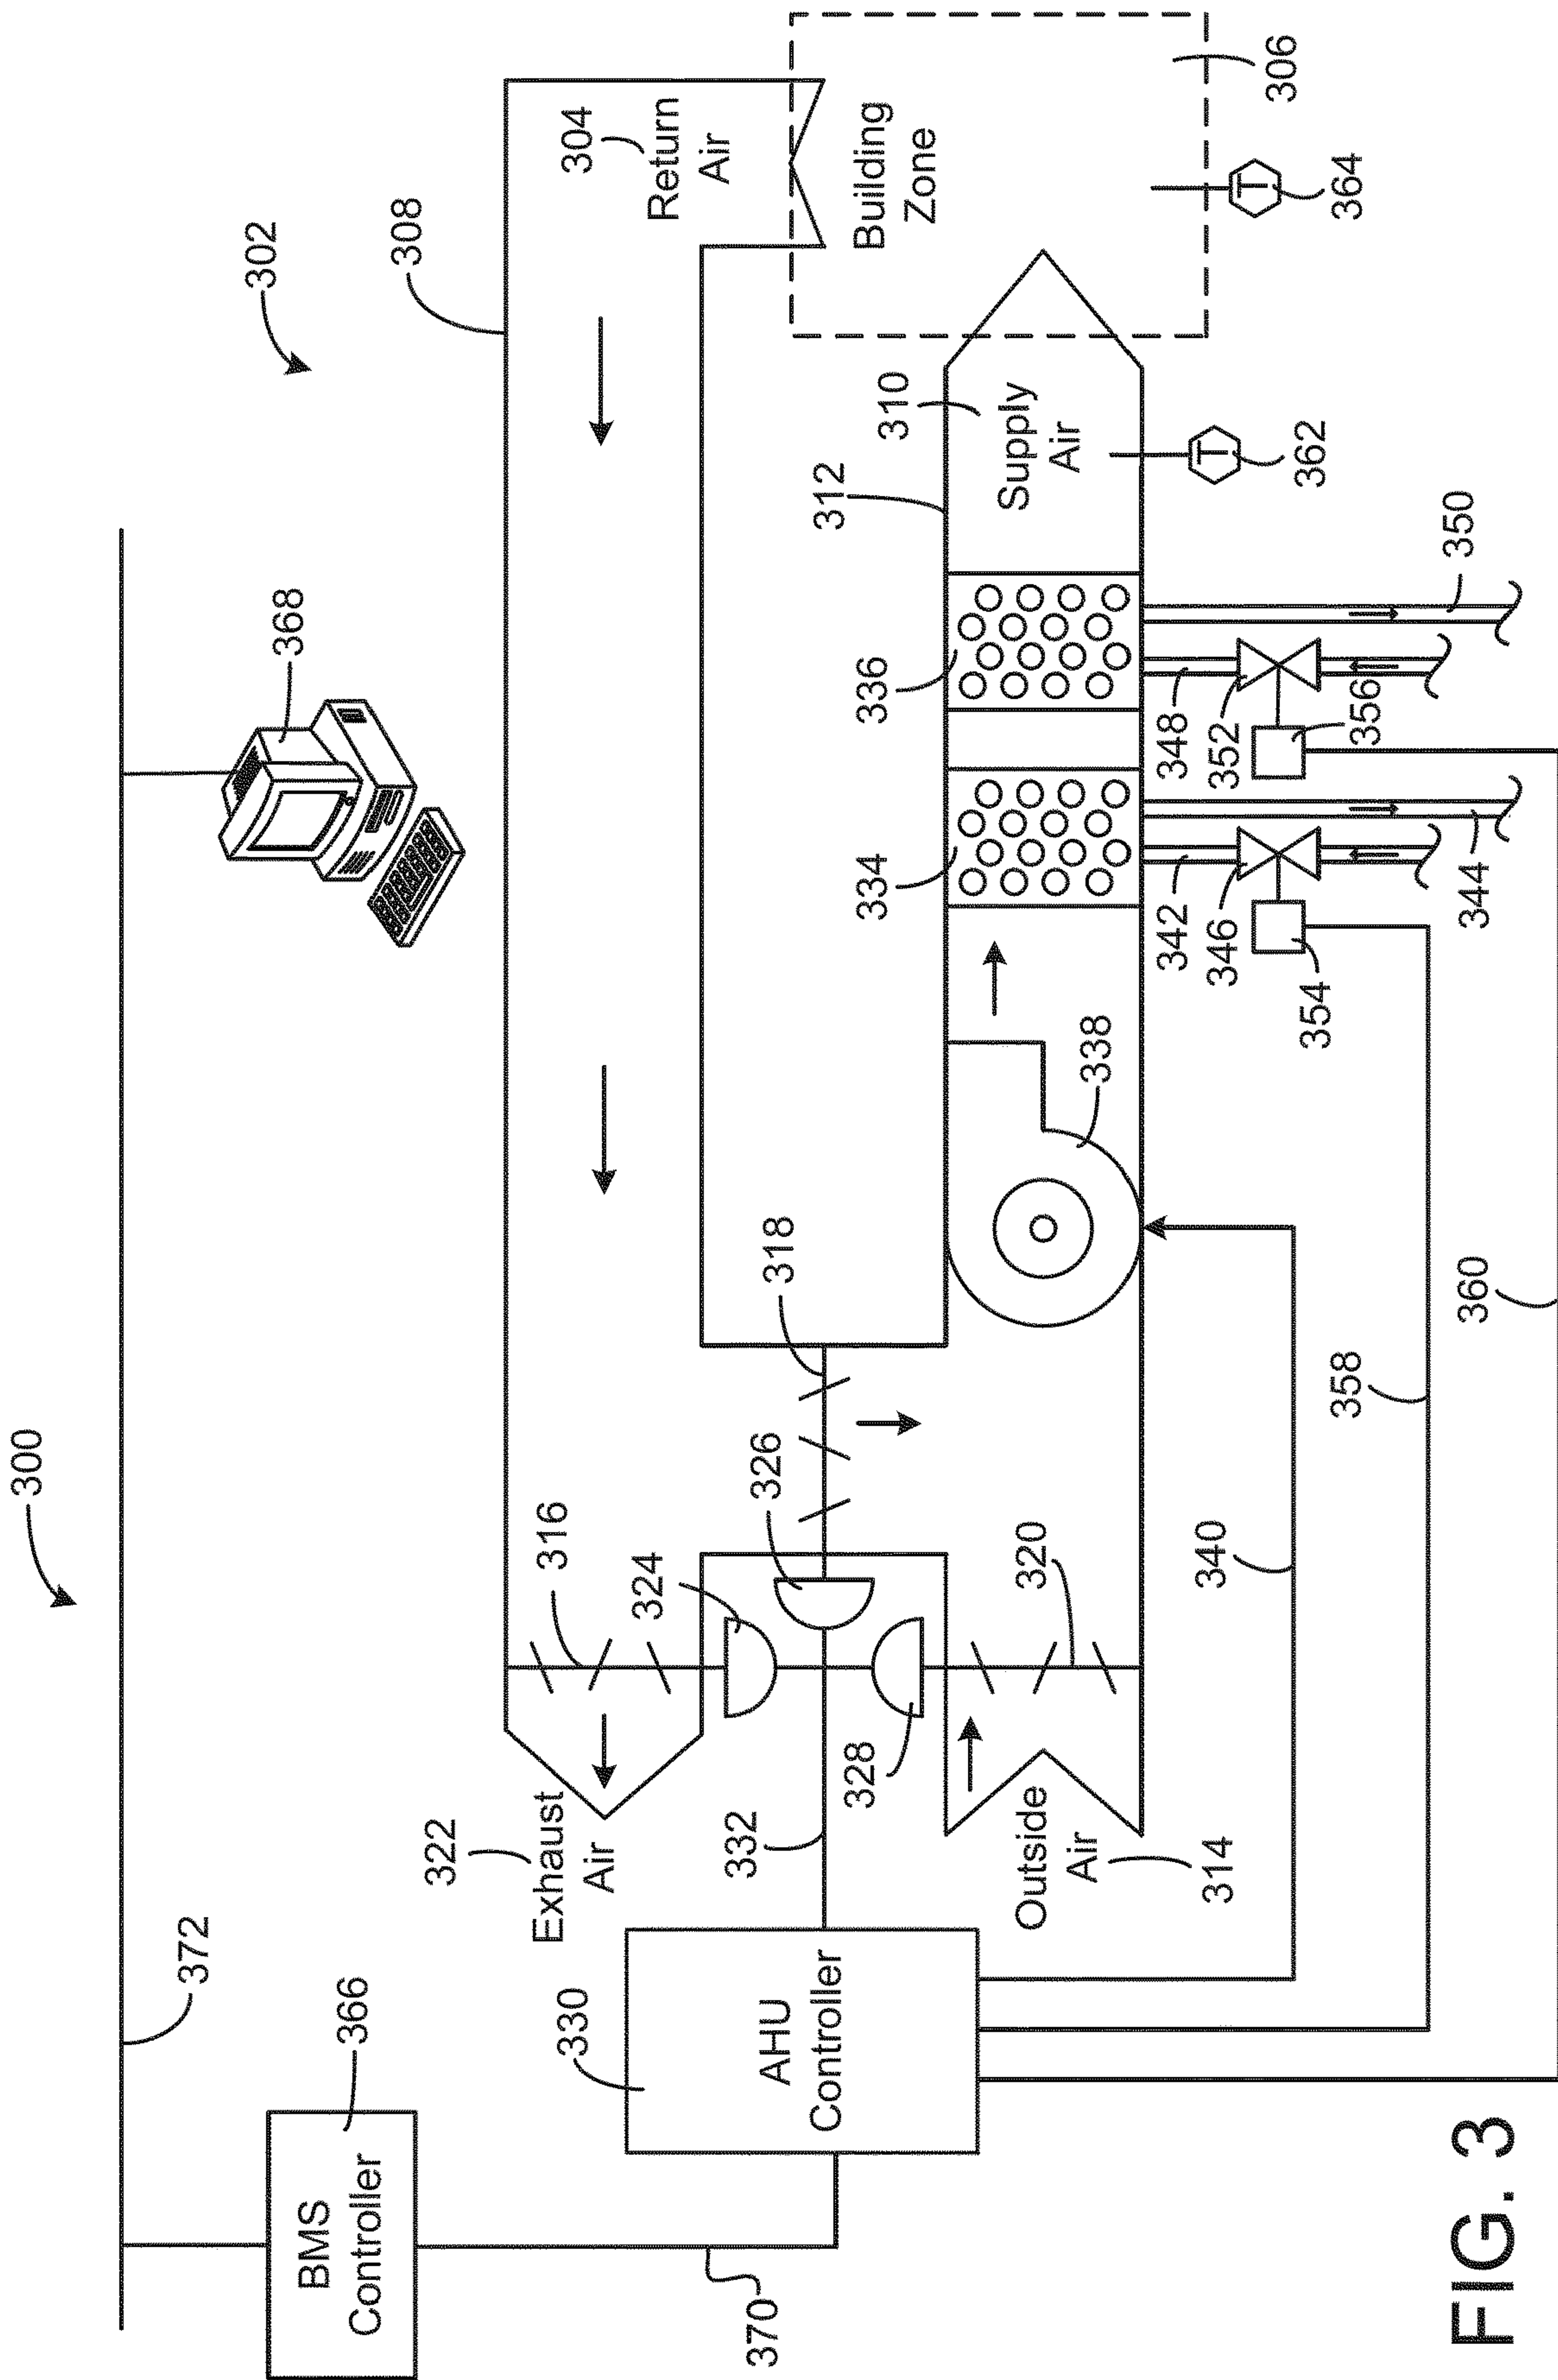 300
372
366
BMS
Controller
370
368
302
308
304
Return
Air
Building
Zone
306
364
316
324
326
318
322
Exhaust
Air
332
328
330
AHU
Controller
Outside
Air
314
320
338
334
336
312
310
Supply
Air
362
342
346
354
348
352
356
344
350
340
358
360
FIG. 3
T
T